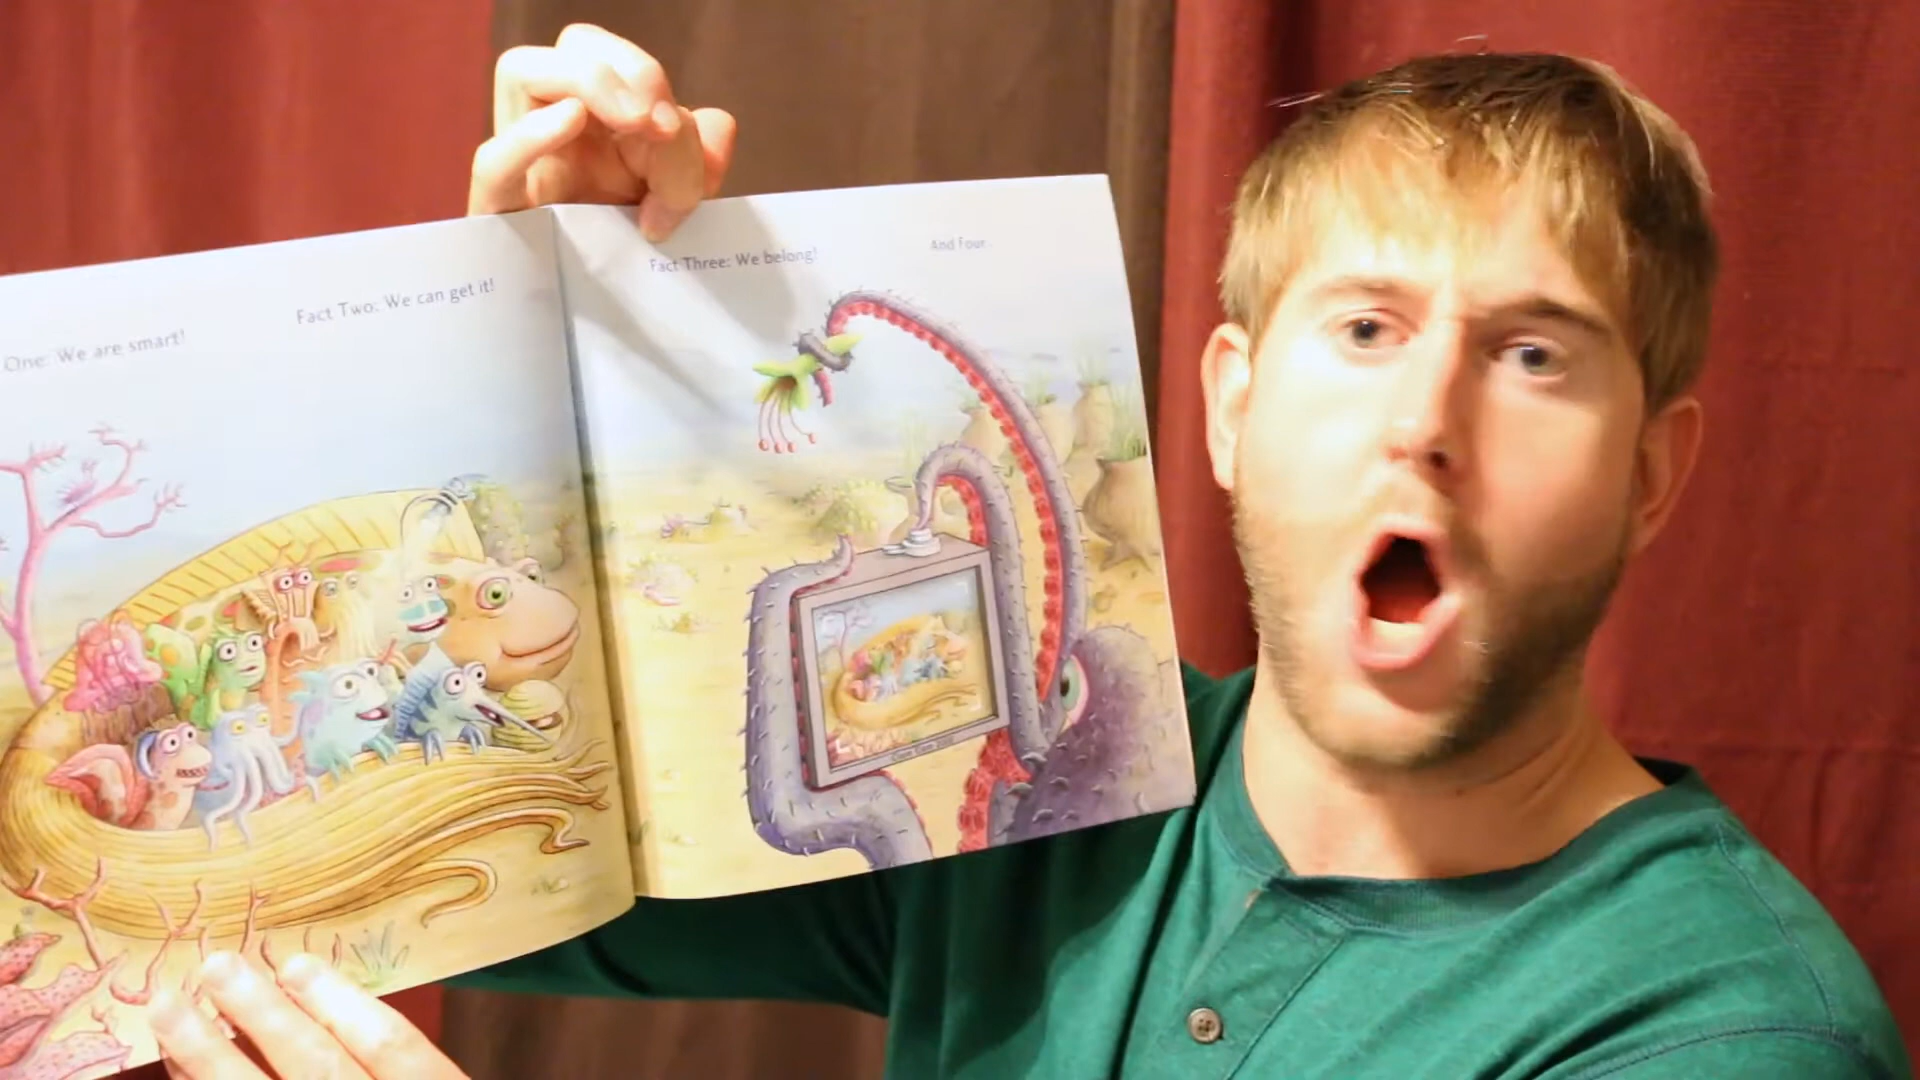 One: We are smart!
Fact Two: We can get it!
Fact Three: We belong!
And Four...